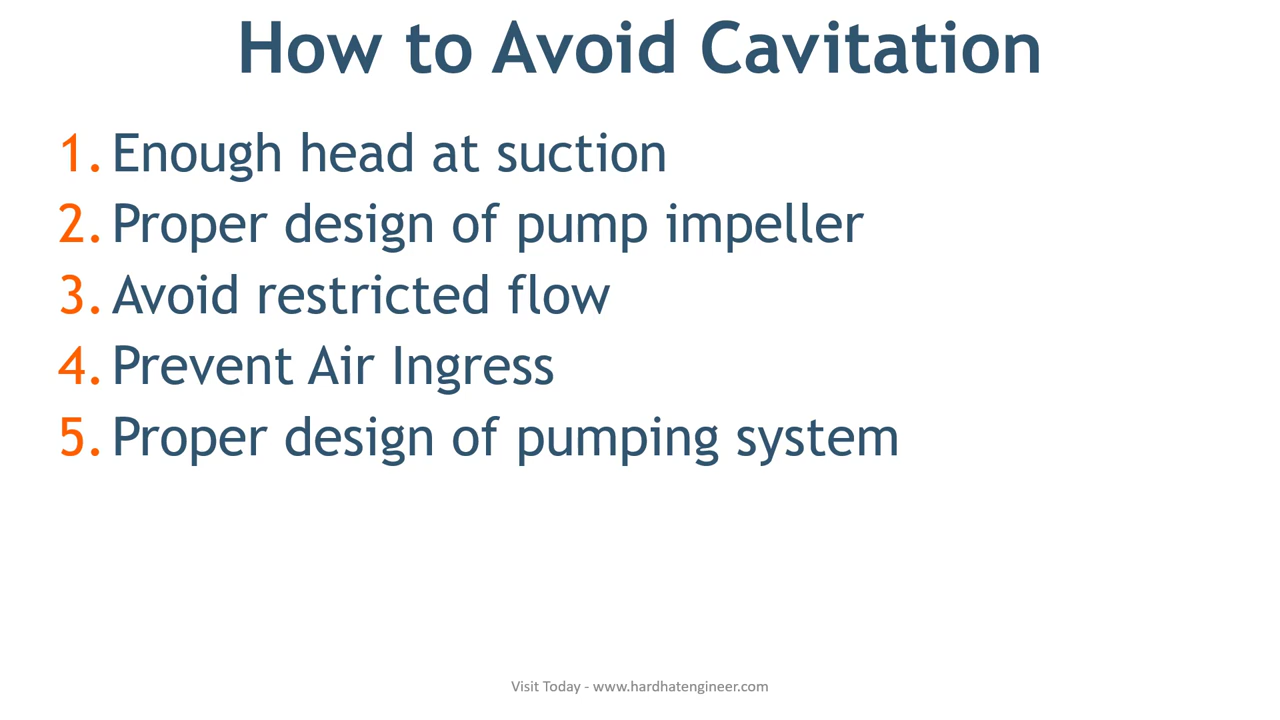 How to Avoid Cavitation
1. Enough head at suction
2. Proper design of pump impeller
3. Avoid restricted flow
4. Prevent Air Ingress
5. Proper design of pumping system
Visit Today - www.hardhatengineer.com